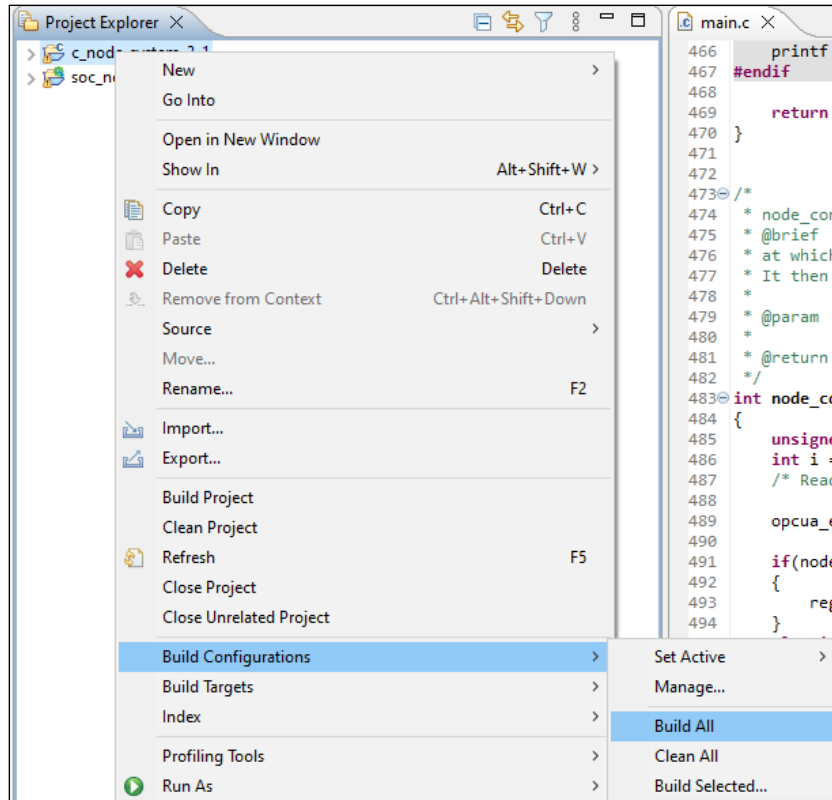 Project Explorer
main.c
c_node_system_2_1
soc_n
New
Go Into
Open in New Window
Show In Alt+Shift+W
Copy Ctrl+C
Paste Ctrl+V
Delete Delete
Remove from Context Ctrl+Alt+Shift+Down
Source
Move...
Rename... F2
Import...
Export...
Build Project
Clean Project
Refresh F5
Close Project
Close Unrelated Project
Build Configurations
Build Targets
Index
Profiling Tools
Run As
Set Active
Manage...
Build All
Clean All
Build Selected...
466 printf
467 #endif
468
469 return
470 }
471
472
473 /*
474 * node_co
475 * @brief
476 * at which
477 * It then
478 *
479 * @param
480 *
481 * @return
482 */
483 int node_co
484 {
485 unsigne
486 int i =
487 /* Read
488
489 opcua_e
490
491 if(node
492 {
493 reg
494 }